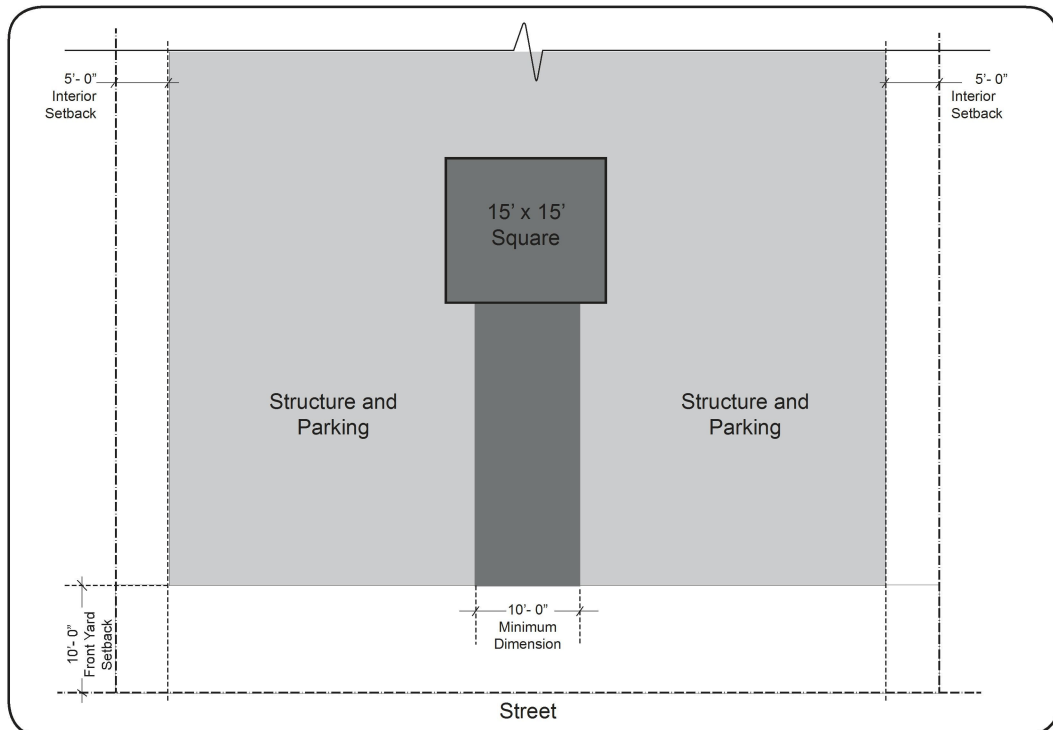 5’- 0”
Interior
Setback
5’- 0”
Interior
Setback
15’ x 15’
Square
Structure and
Parking
Structure and
Parking
10’- 0”
Front Yard
Setback
10’- 0”
Minimum
Dimension
Street